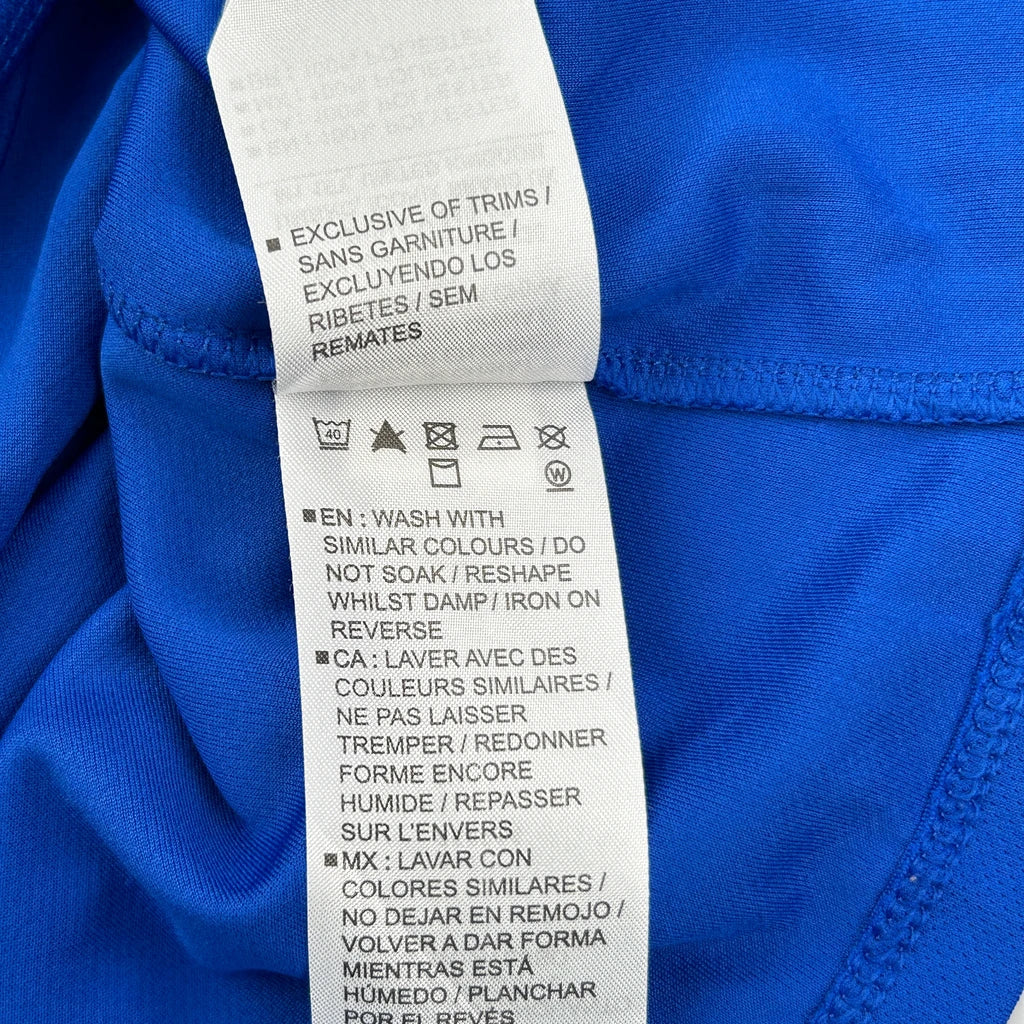 ■ EXCLUSIVE OF TRIMS /
SANS GARNITURE /
EXCLUYENDO LOS
RIBETES / SEM
REMATES
40
W
■ EN : WASH WITH
SIMILAR COLOURS / DO
NOT SOAK / RESHAPE
WHILST DAMP / IRON ON
REVERSE
■ CA : LAVER AVEC DES
COULEURS SIMILAIRES /
NE PAS LAISSER
TREMPER / REDONNER
FORME ENCORE
HUMIDE / REPASSER
SUR L'ENVERS
■ MX : LAVAR CON
COLORES SIMILARES /
NO DEJAR EN REMOJO /
VOLVER A DAR FORMA
MIENTRAS ESTÁ
HÚMEDO / PLANCHAR
POR EL REVÉS